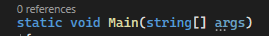 0 references
static void Main(string[] args)